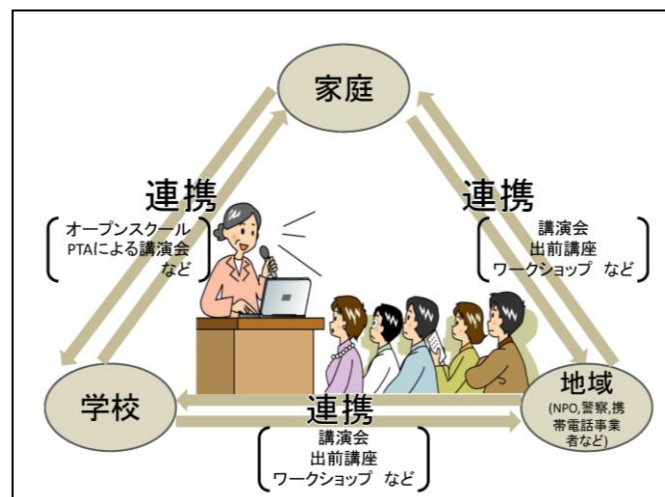 家庭
連携
オープンスクール
PTAによる講演会
など
連携
講演会
出前講座
ワークショップ など
学校
連携
講演会
出前講座
ワークショップ など
地域
(NPO,警察,携
帯電話事業
者など)